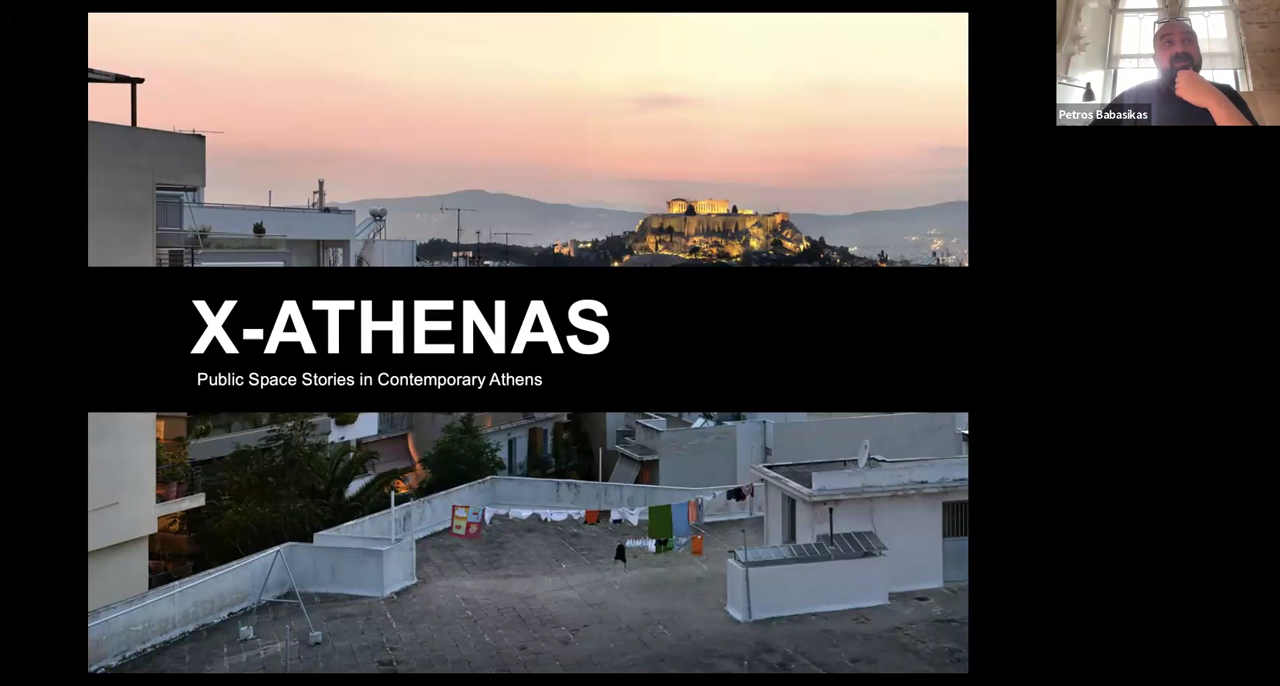 Petros Babasikas
X-ATHENAS
Public Space Stories in Contemporary Athens